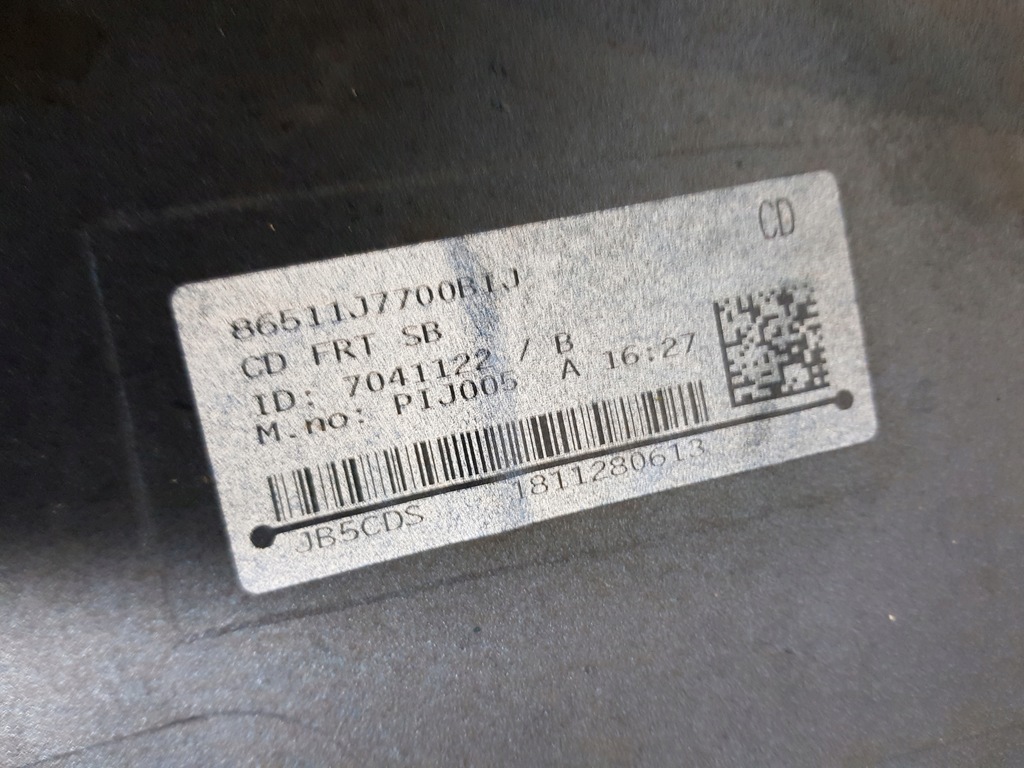 CD
86511J7700BIJ
CD FRT SB
ID: 7041122 / B
M.no: PIJ005 A 16:27
JB5CDS 1811280613